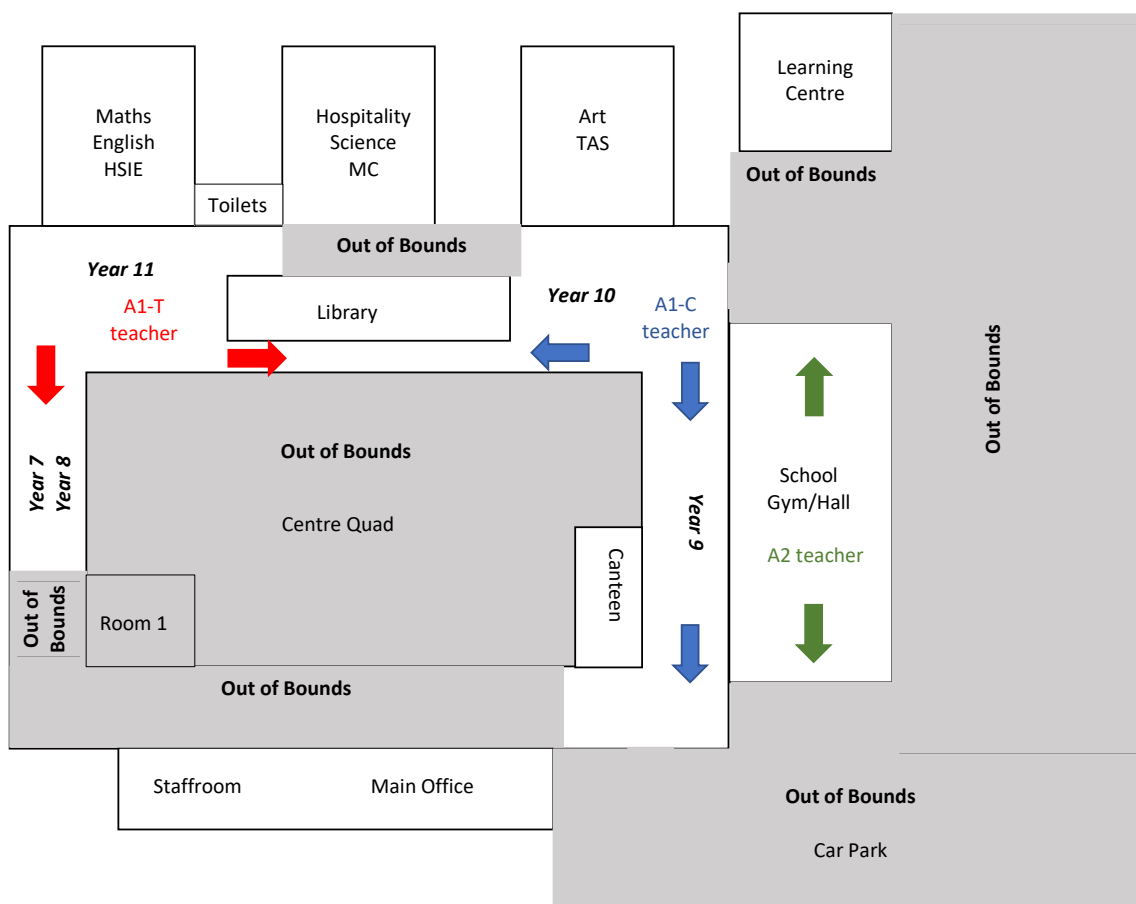 Learning
Centre
Maths
English
HSIE
Hospitality
Science
MC
Art
TAS
Out of Bounds
Toilets
Out of Bounds
Year 11
Year 10
A1-T
teacher
Library
A1-C
teacher
Out of Bounds
Year 7
Year 8
Out of Bounds
Centre Quad
Year 9
School
Gym/Hall
A2 teacher
Canteen
Out of
Bounds
Room 1
Out of Bounds
Staffroom
Main Office
Out of Bounds
Car Park